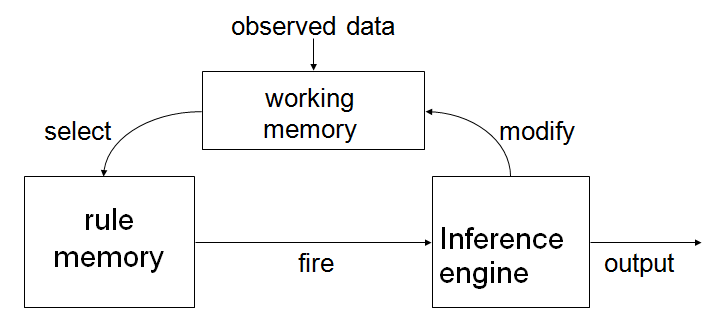 observed data
working
memory
select
modify
rule
memory
Inference
engine
fire
output